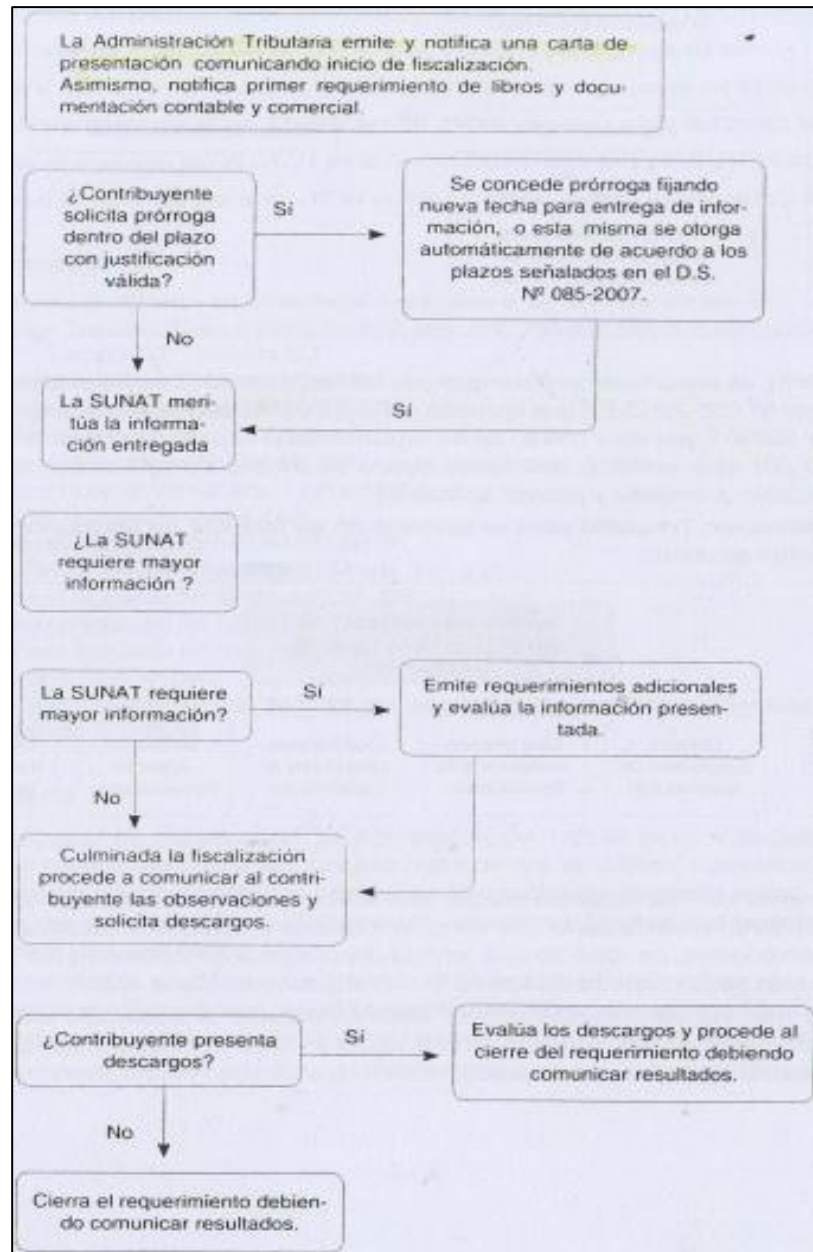 La Administración Tributaria emite y notifica una carta de
presentación comunicando inicio de fiscalización.
Asimismo, notifica primer requerimiento de libros y docu-
mentación contable y comercial.
¿Contribuyente
solicita prórroga
dentro del plazo
con justificación
válida?
Sí
Se concede prórroga fijando
nueva fecha para entrega de infor-
mación, o esta misma se otorga
automáticamente de acuerdo a los
plazos señalados en el D.S.
Nº 085-2007-
No
La SUNAT meri-
túa la informa-
ción entregada
Sí
¿La SUNAT
requiere mayor
información ?
La SUNAT requiere
mayor información?
Sí
Emite requerimientos adicionales
y evalúa la información presen-
tada.
No
Culminada la fiscalización
procede a comunicar al contri-
buyente las observaciones y
solicita descargos.
¿Contribuyente presenta
descargos?
Sí
Evalúa los descargos y procede al
cierre del requerimiento debiendo
comunicar resultados.
No
Cierra el requerimiento debien-
do comunicar resultados.